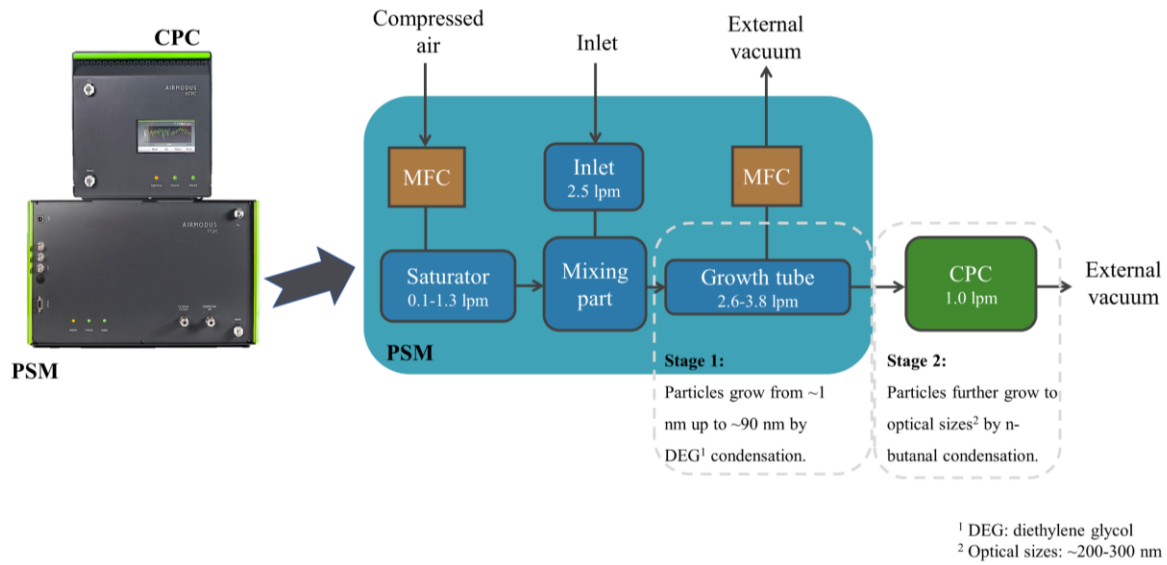 CPC
AIRMODUS
PSM
Compressed
air
Inlet
External
vacuum
MFC
Inlet
2.5 lpm
MFC
Saturator
0.1-1.3 lpm
Mixing
part
Growth tube
2.6-3.8 lpm
CPC
1.0 lpm
External
vacuum
PSM
Stage 1:
Particles grow from ~1
nm up to ~90 nm by
DEG¹ condensation.
Stage 2:
Particles further grow to
optical sizes² by n-
butanal condensation.
AIRMODUS
¹ DEG: diethylene glycol
² Optical sizes: ~200-300 nm